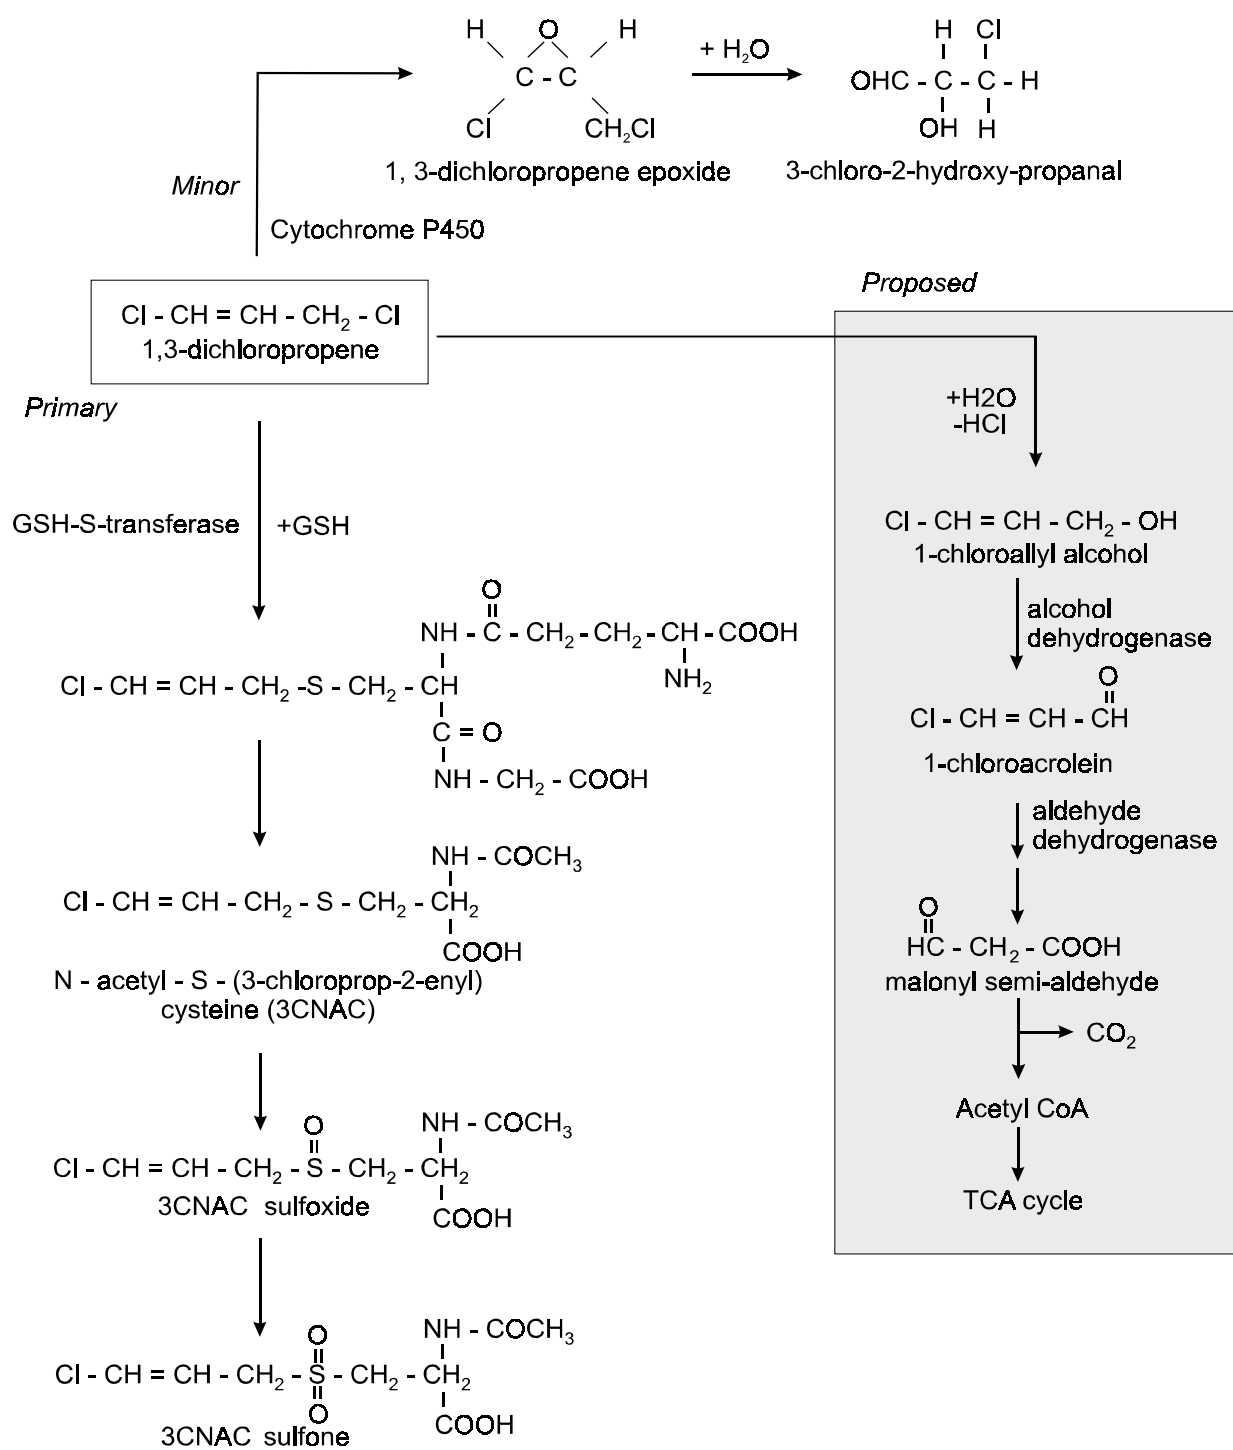 H O H
C - C
Cl CH₂Cl
1, 3-dichloropropene epoxide
+ H₂O
H Cl
OHC - C - C - H
OH H
3-chloro-2-hydroxy-propanal
Minor
Cytochrome P450
Cl - CH = CH - CH₂ - Cl
1,3-dichloropropene
Primary
GSH-S-transferase
+GSH
O
NH - C - CH₂ - CH₂ - CH - COOH
NH₂
Cl - CH = CH - CH₂ -S - CH₂ - CH
C = O
NH - CH₂ - COOH
NH - COCH₃
Cl - CH = CH - CH₂ - S - CH₂ - CH₂
COOH
N - acetyl - S - (3-chloroprop-2-enyl)
cysteine (3CNAC)
O
NH - COCH₃
Cl - CH = CH - CH₂ - S - CH₂ - CH₂
3CNAC sulfoxide
COOH
O
NH - COCH₃
Cl - CH = CH - CH₂ - S - CH₂ - CH₂
O
COOH
3CNAC sulfone
Proposed
+H2O
-HCl
Cl - CH = CH - CH₂ - OH
1-chloroallyl alcohol
alcohol
dehydrogenase
O
Cl - CH = CH - CH
1-chloroacrolein
aldehyde
dehydrogenase
O
HC - CH₂ - COOH
malonyl semi-aldehyde
CO₂
Acetyl CoA
TCA cycle